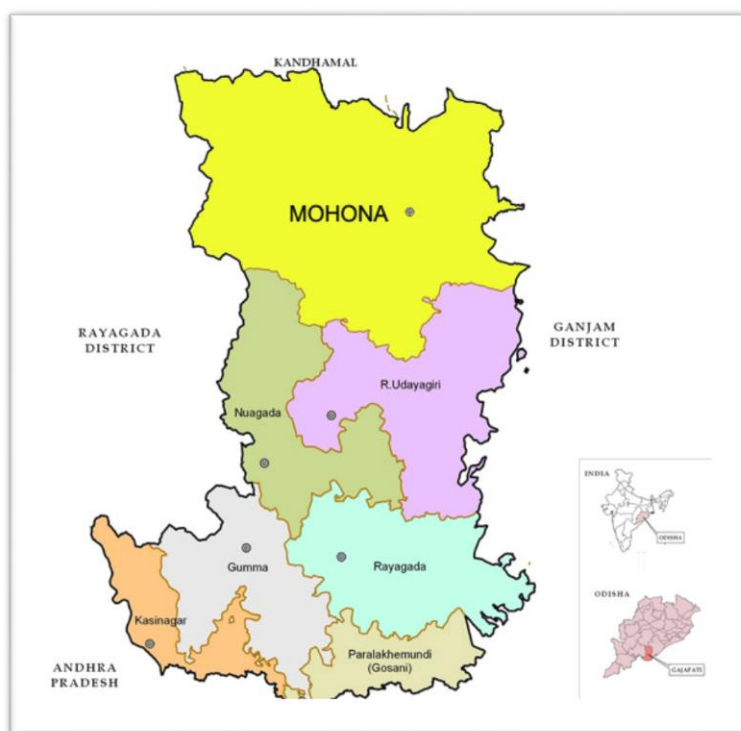 KANDHAMAL
MOHONA
RAYAGADA
DISTRICT
GANJAM
DISTRICT
R.Udayagiri
Nuagada
INDIA
ODISHA
Gumma
Rayagada
ODISHA
Kasinagar
Paralakhemundi
(Gosani)
ANDHRA
PRADESH
GAJAPATI